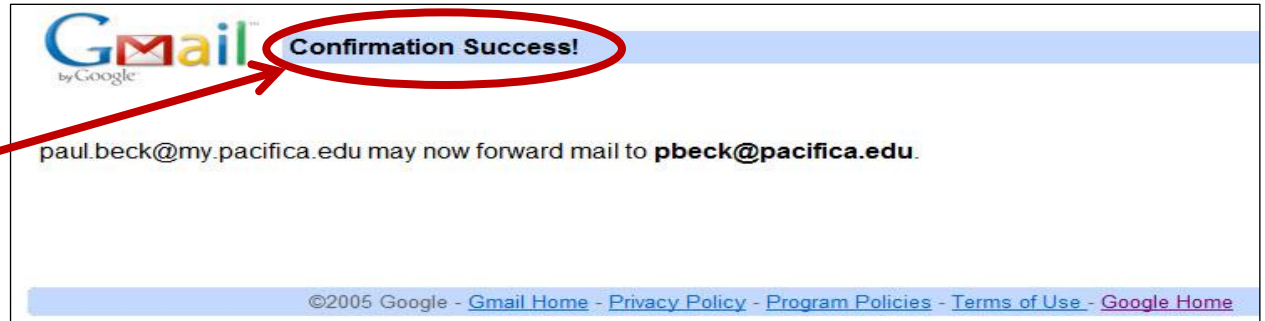 Gmail™
by Google
Confirmation Success!
paul.beck@my.pacifica.edu may now forward mail to pbeck@pacifica.edu.
©2005 Google - Gmail Home - Privacy Policy - Program Policies - Terms of Use - Google Home